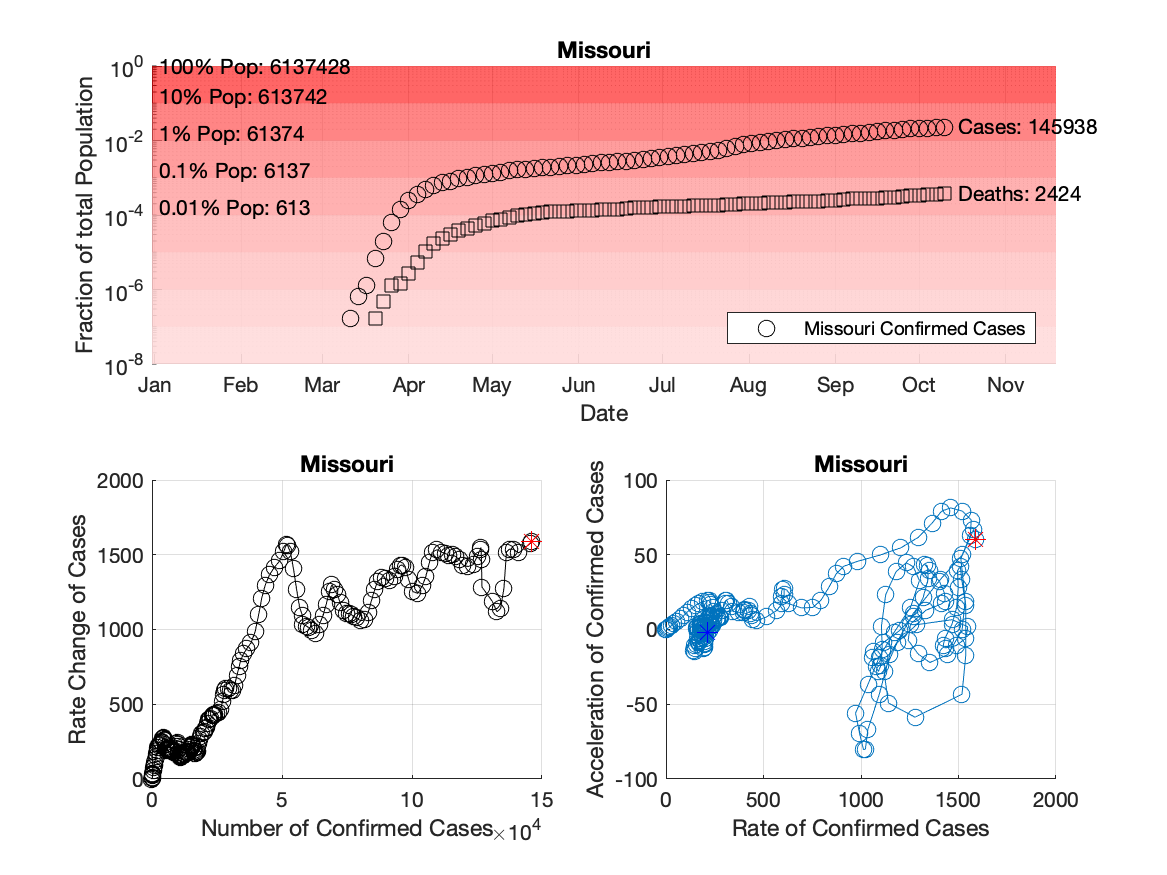 Missouri
10^0
10^-2
10^-4
10^-6
10^-8
Fraction of total Population
100% Pop: 6137428
10% Pop: 613742
1% Pop: 61374
0.1% Pop: 6137
0.01% Pop: 613
Cases: 145938
Deaths: 2424
Missouri Confirmed Cases
Jan Feb Mar Apr May Jun Jul Aug Sep Oct Nov
Date
Missouri
2000
1500
1000
500
0
Rate Change of Cases
0 5 10 15
Number of Confirmed Cases ×10^4
Missouri
100
50
0
-50
-100
Acceleration of Confirmed Cases
0 500 1000 1500 2000
Rate of Confirmed Cases